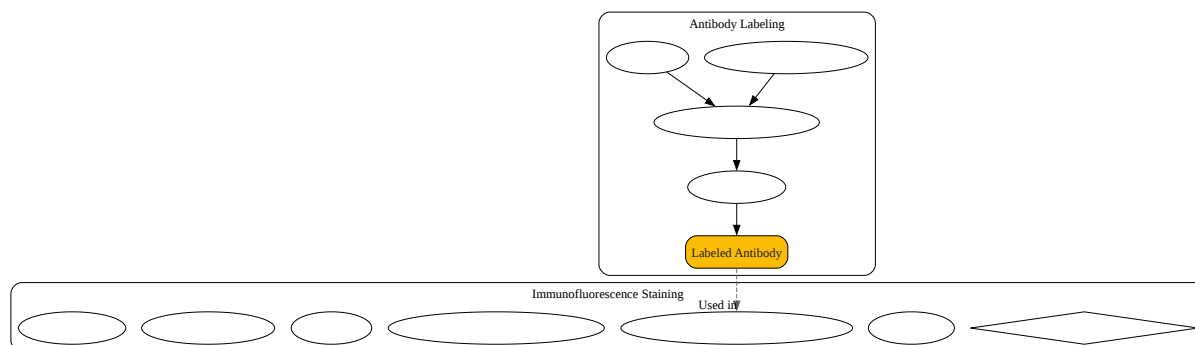 Antibody Labeling
Labeled Antibody
Immunofluorescence Staining
Used in